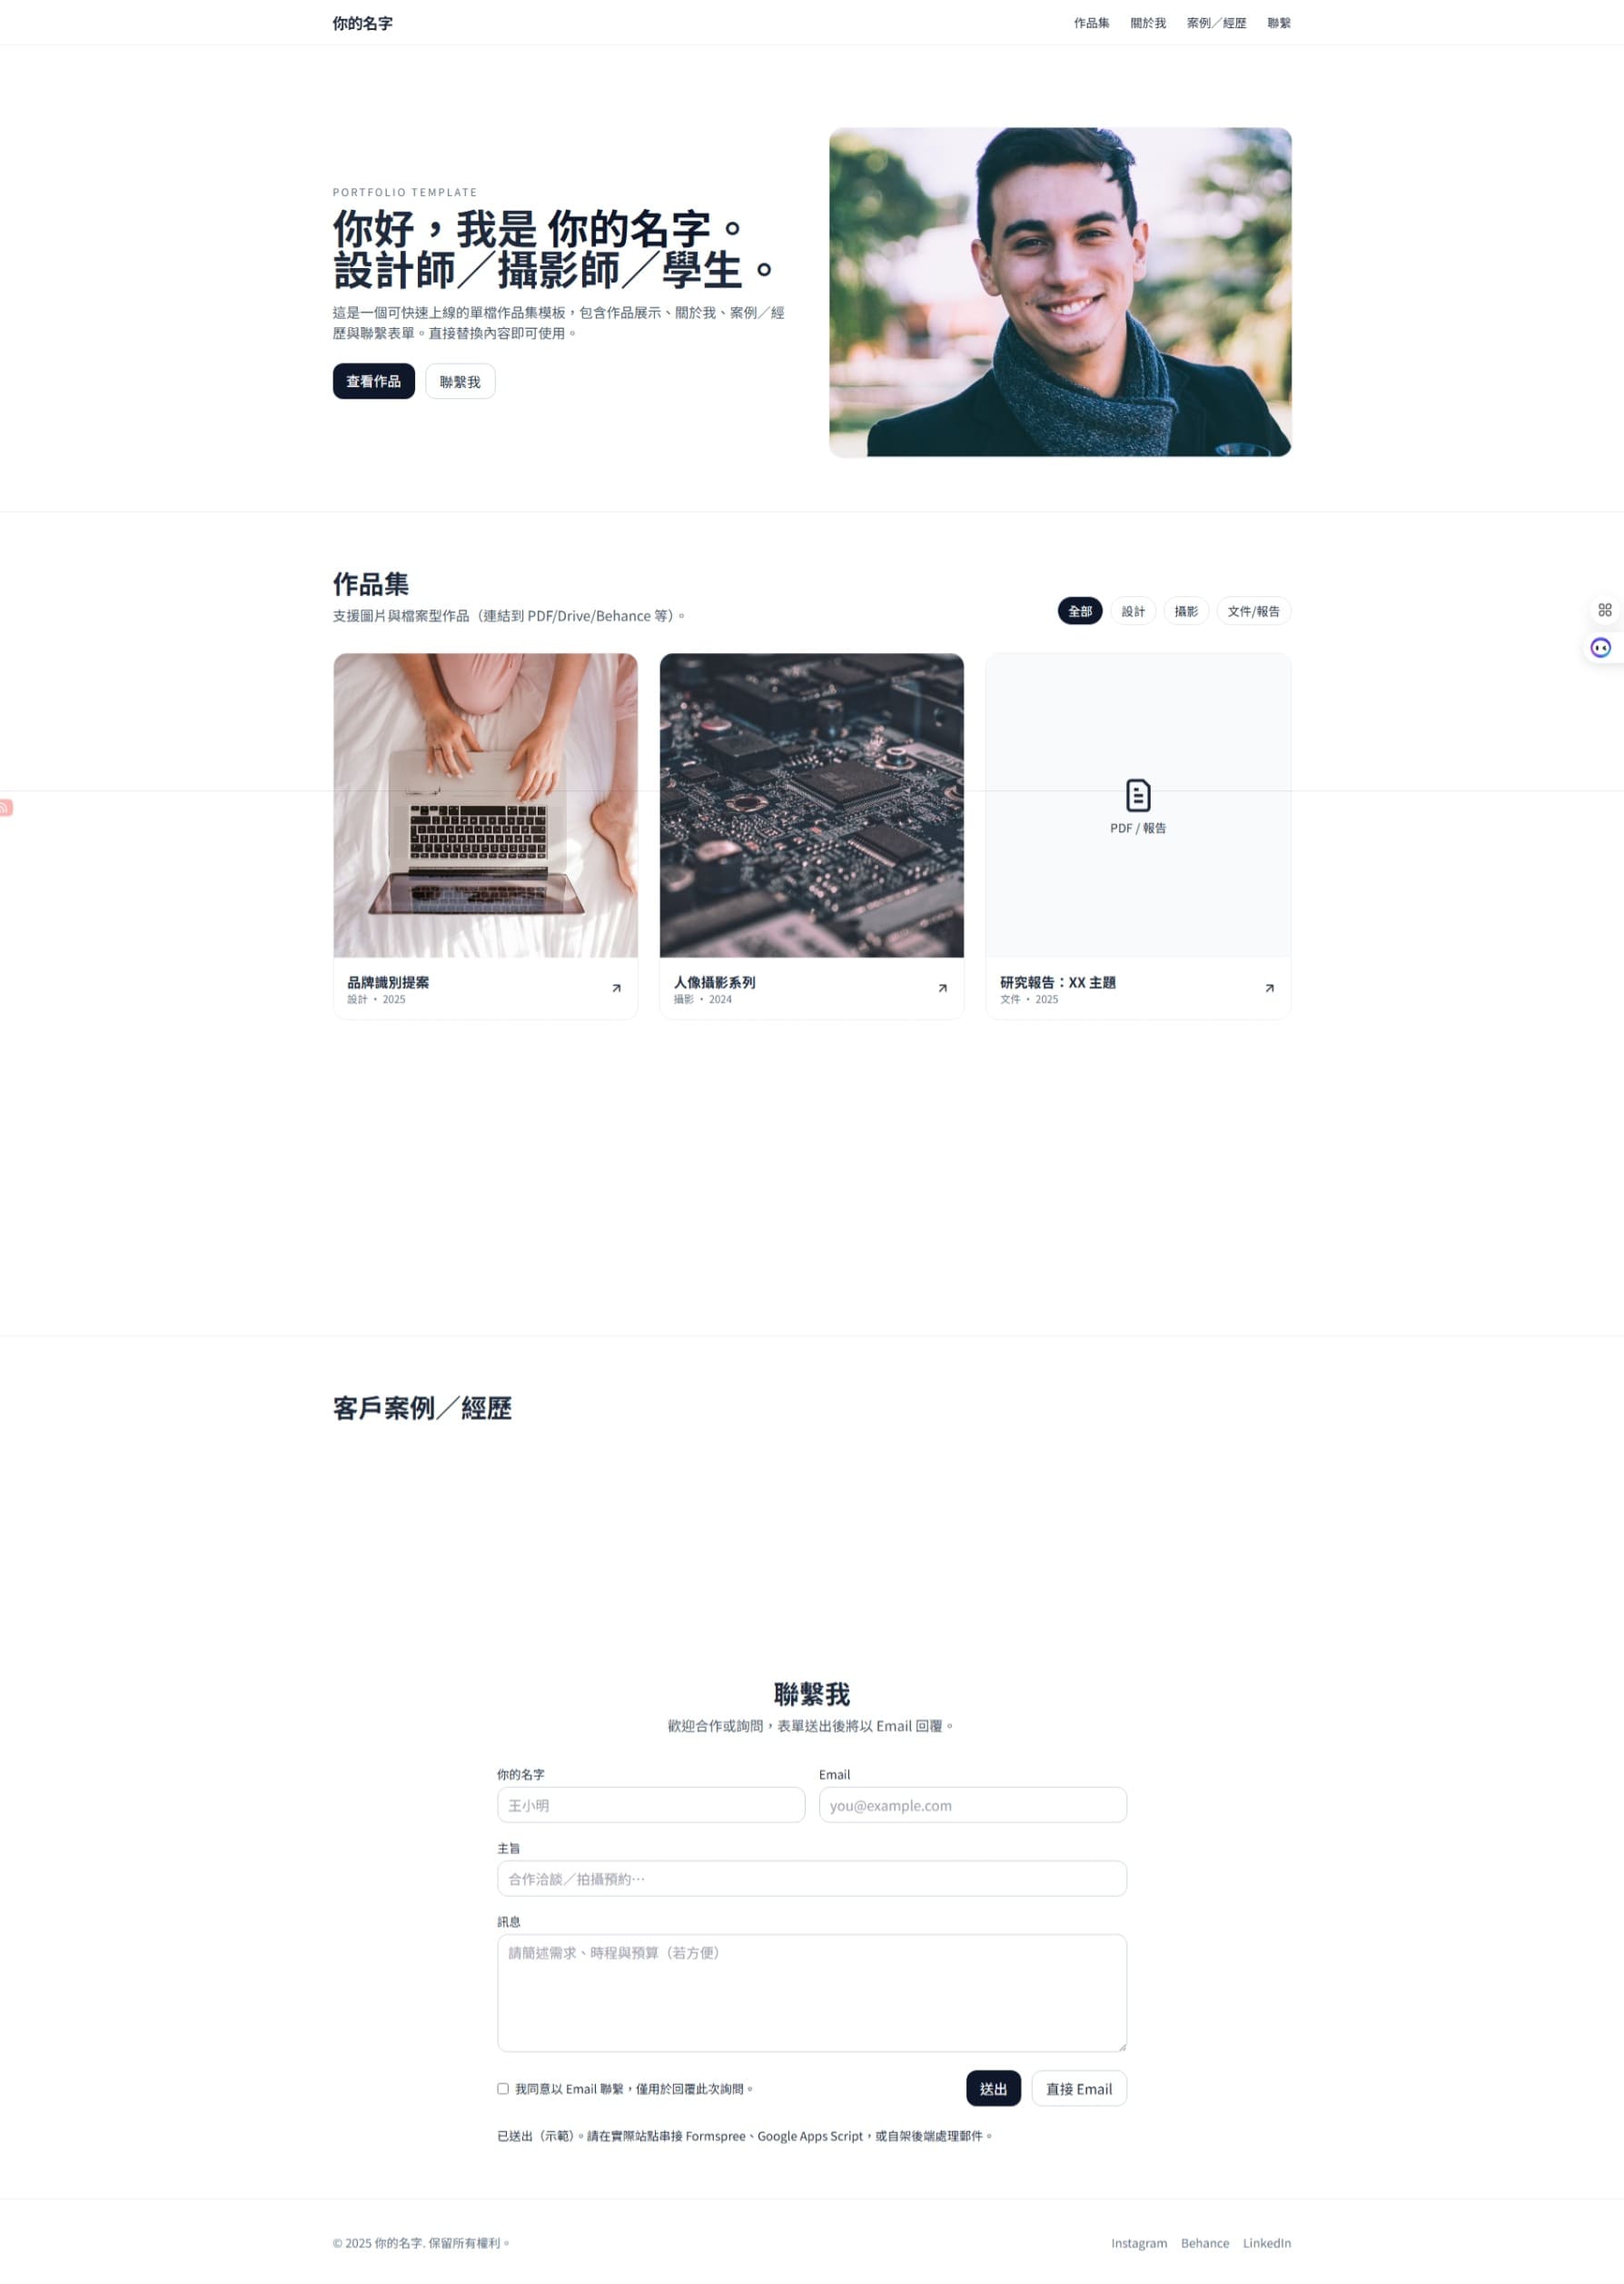 你的名字
作品集 關於我 案例／經歷 聯繫
PORTFOLIO TEMPLATE
你好，我是 你的名字。
設計師／攝影師／學生。
這是一個可快速上線的單檔作品集模板，包含作品展示、關於我、案例／經
歷與聯繫表單。直接替換內容即可使用。
查看作品 聯繫我
作品集
支援圖片與檔案型作品（連結到 PDF/Drive/Behance 等）。
全部 設計 攝影 文件/報告
PDF / 報告
品牌識別提案
設計 • 2025
人像攝影系列
攝影 • 2024
研究報告：XX 主題
文件 • 2025
客戶案例／經歷
聯繫我
歡迎合作或詢問，表單送出後將以 Email 回覆。
你的名字 Email
王小明 you@example.com
主旨
合作洽談／拍攝預約…
訊息
請簡述需求、時程與預算（若方便）
我同意以 Email 聯繫，僅用於回覆此次詢問。
送出 直接 Email
已送出（示範）。請在實際站點串接 Formspree、Google Apps Script，或自架後端處理郵件。
© 2025 你的名字. 保留所有權利。
Instagram Behance LinkedIn